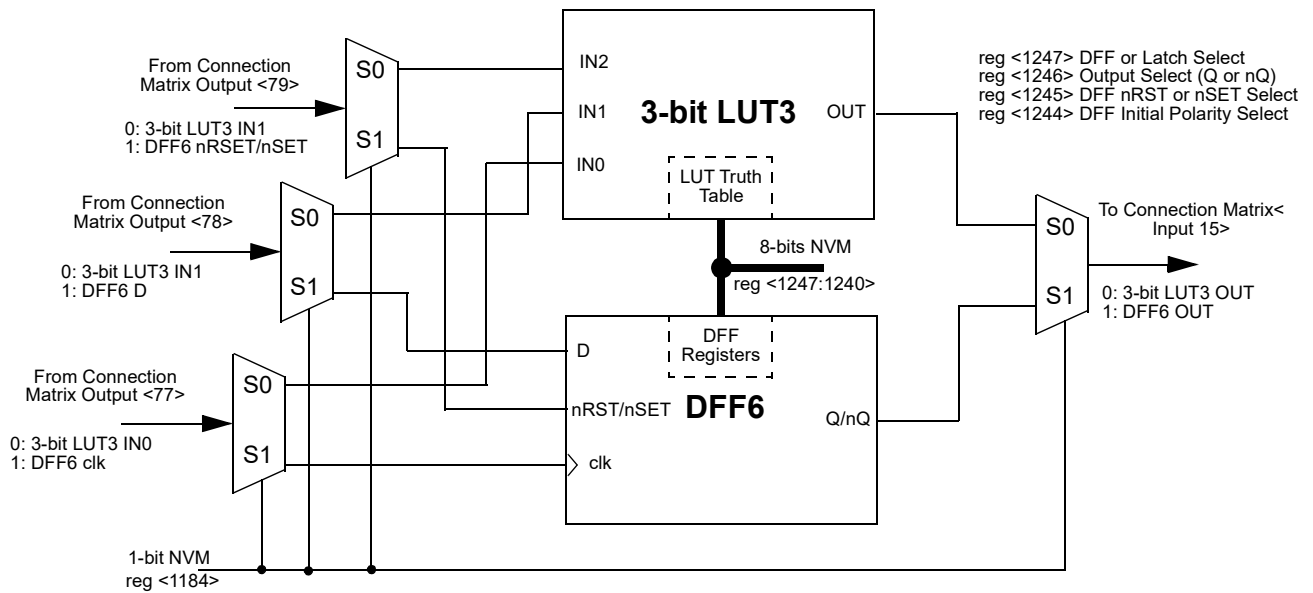 From Connection
Matrix Output <79>
0: 3-bit LUT3 IN1
1: DFF6 nRSET/nSET
S0
S1
From Connection
Matrix Output <78>
0: 3-bit LUT3 IN1
1: DFF6 D
S0
S1
From Connection
Matrix Output <77>
0: 3-bit LUT3 IN0
1: DFF6 clk
S0
S1
1-bit NVM
reg <1184>
IN2
IN1
IN0
3-bit LUT3
OUT
LUT Truth
Table
8-bits NVM
reg <1247:1240>
DFF
Registers
D
nRST/nSET
DFF6
Q/nQ
clk
reg <1247> DFF or Latch Select
reg <1246> Output Select (Q or nQ)
reg <1245> DFF nRST or nSET Select
reg <1244> DFF Initial Polarity Select
S0
S1
To Connection Matrix<
Input 15>
0: 3-bit LUT3 OUT
1: DFF6 OUT